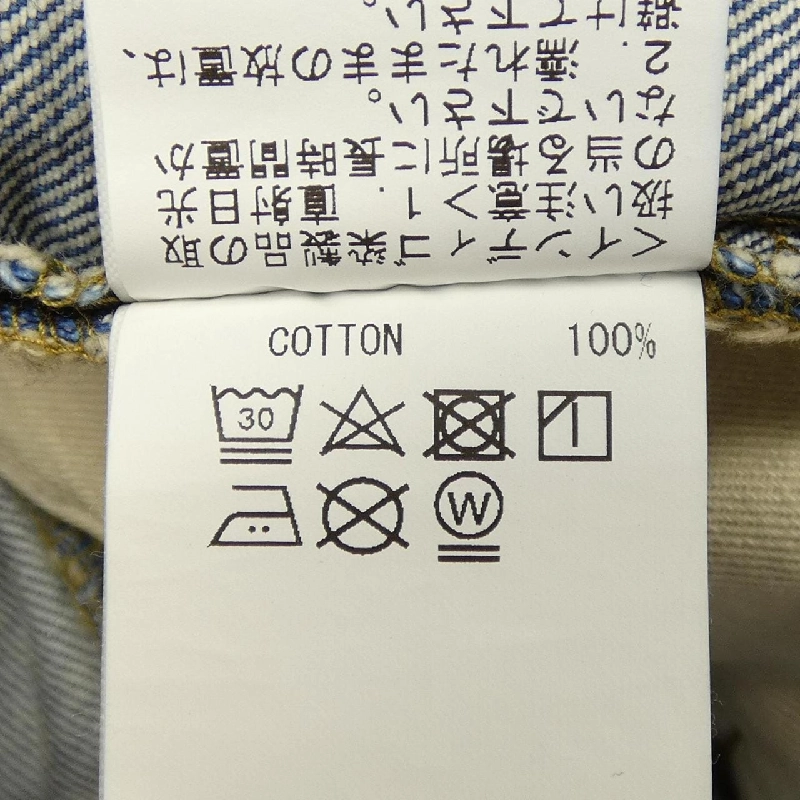 <インディゴ染製品の取
扱い注意>1．直射日光
の当る場所に長時間置か
ないで下さい。
2．濡れたままの放置は、
避けて下さい。
COTTON 100%
30
W